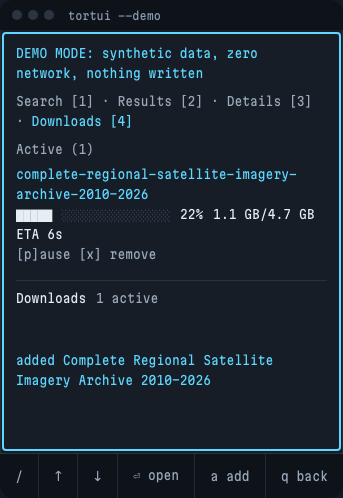 tortui --demo
DEMO MODE: synthetic data, zero
network, nothing written
Search [1] · Results [2] · Details [3]
· Downloads [4]
Active (1)
complete-regional-satellite-imagery-
archive-2010-2026
22% 1.1 GB/4.7 GB
ETA 6s
[p]ause [x] remove
Downloads 1 active
added Complete Regional Satellite
Imagery Archive 2010-2026
/ ↑ ↓ ⏎ open a add q back